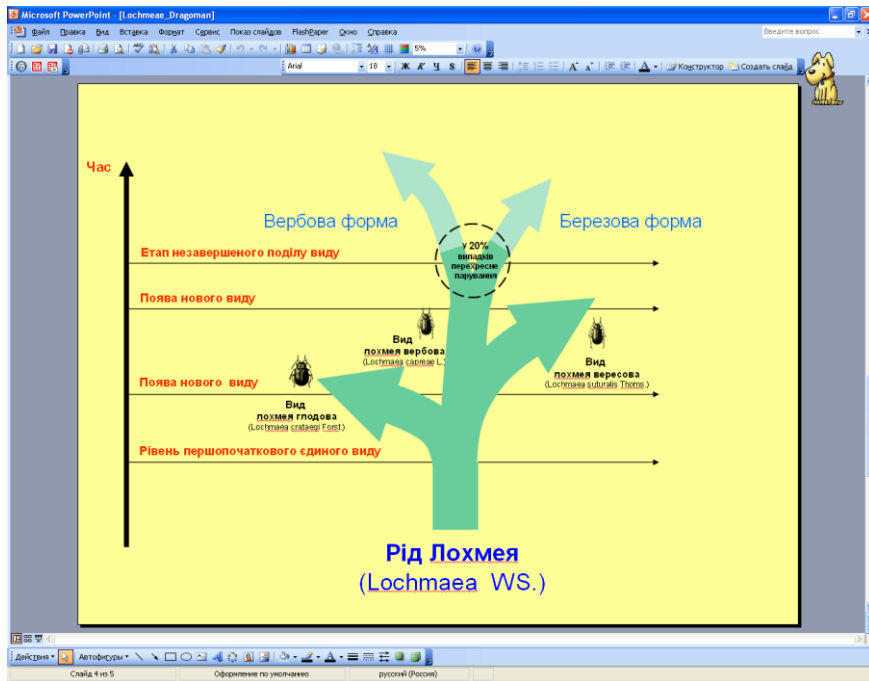 Microsoft PowerPoint - [Lochmeae_Dragoman]
Файл Правка Вид Вставка Формат Сервис Показ слайдов FlashPaper Окно Справка
Введите вопрос
5%
Arial 18 Ж К Ч S Конструктор Создать слайд
Час
Вербова форма Березова форма
у 20%
випадків
перехресне
парування
Етап незавершеного поділу виду
Поява нового виду
Вид
лохмея вербова
(Lochmaea capreae L.)
Вид
лохмея вересова
(Lochmaea suturalis Thoms.)
Поява нового виду
Вид
лохмея глодова
(Lochmaea crataegi Forst.)
Рівень першопочаткового єдиного виду
Рід Лохмея
(Lochmaea WS.)
Действия Автофигуры
Слайд 4 из 5 Оформление по умолчанию русский (Россия)